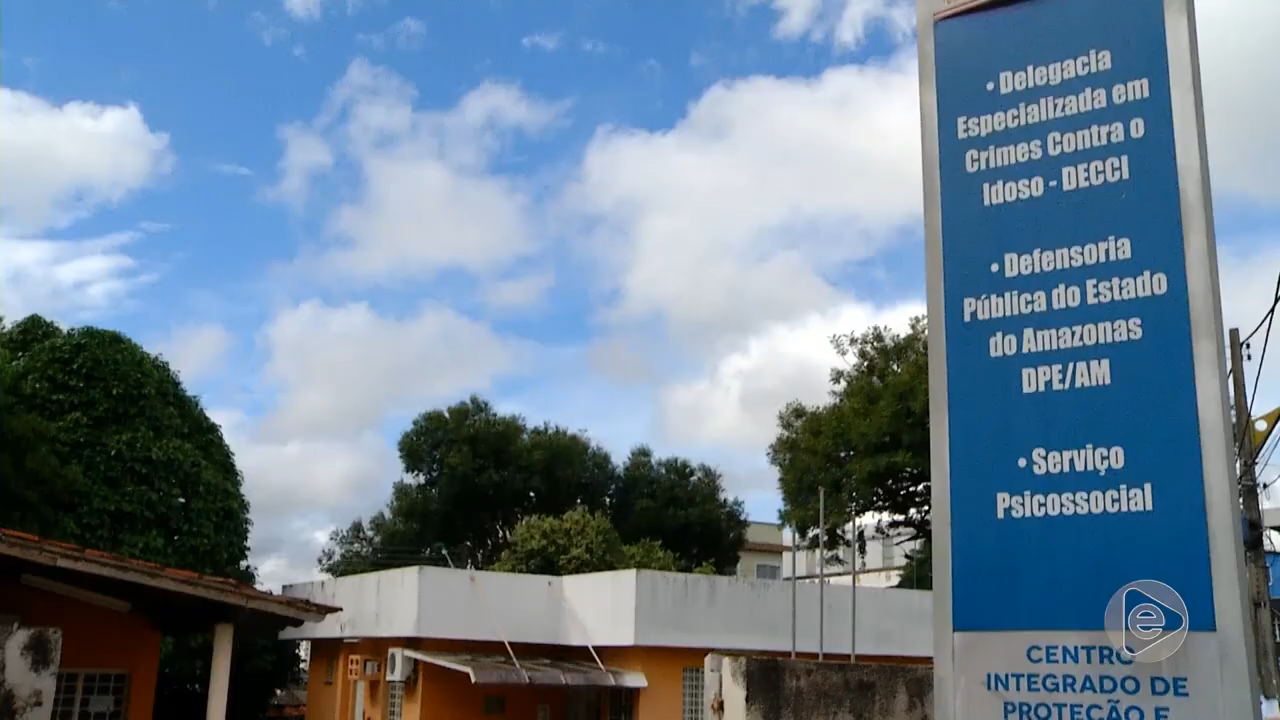 • Delegacia
Especializada em
Crimes Contra o
Idoso - DECCI
• Defensoria
Pública do Estado
do Amazonas
DPE/AM
• Serviço
Psicossocial
CENTRO
INTEGRADO DE
PROTEÇÃO E
e